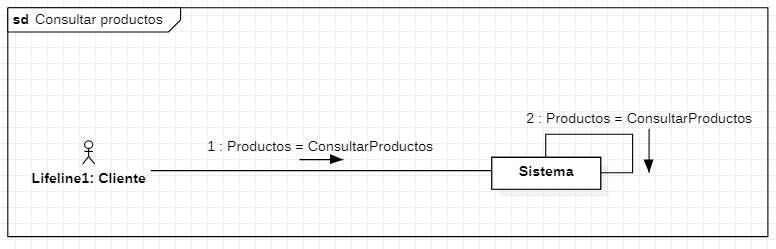 sd Consultar productos
2 : Productos = ConsultarProductos
1 : Productos = ConsultarProductos
Sistema
Lifeline1: Cliente